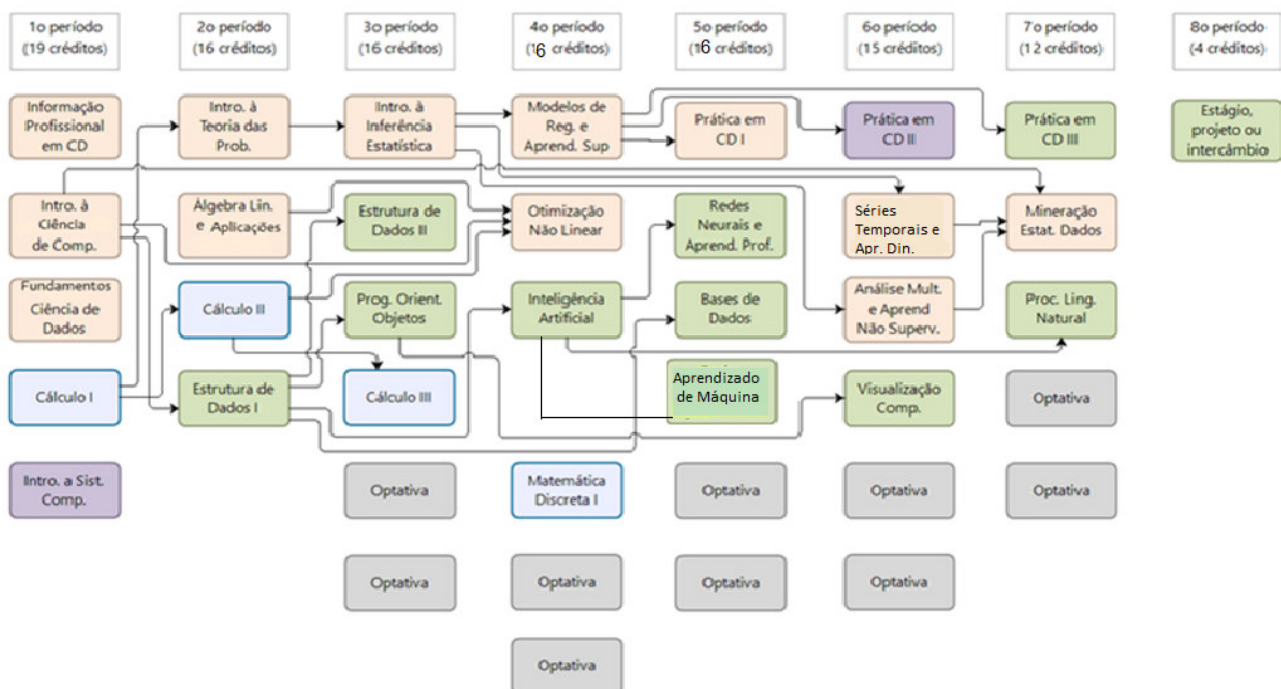 1o período
(19 créditos)
2o período
(16 créditos)
3o período
(16 créditos)
4o período
(16 créditos)
5o período
(16 créditos)
6o período
(15 créditos)
7o período
(12 créditos)
8o período
(4 créditos)
Informação
Profissional
em CD
Intro. à
Teoria das
Prob.
Intro. à
Inferência
Estatística
Modelos de
Reg. e
Aprend. Sup
Prática em
CD I
Prática em
CD II
Prática em
CD III
Estágio,
projeto ou
intercâmbio
Intro. à
Ciência
de Comp.
Álgebra Lin.
e Aplicações
Estrutura de
Dados II
Otimização
Não Linear
Redes
Neurais e
Aprend. Prof.
Séries
Temporais e
Apr. Din.
Mineração
Estat. Dados
Fundamentos
Ciência de
Dados
Cálculo II
Prog. Orient.
Objetos
Inteligência
Artificial
Bases de
Dados
Análise Mult.
e Aprend
Não Superv.
Proc. Ling.
Natural
Cálculo I
Estrutura de
Dados I
Cálculo III
Aprendizado
de Máquina
Visualização
Comp.
Optativa
Intro. a Sist.
Comp.
Optativa
Matemática
Discreta I
Optativa
Optativa
Optativa
Optativa
Optativa
Optativa
Optativa
Optativa